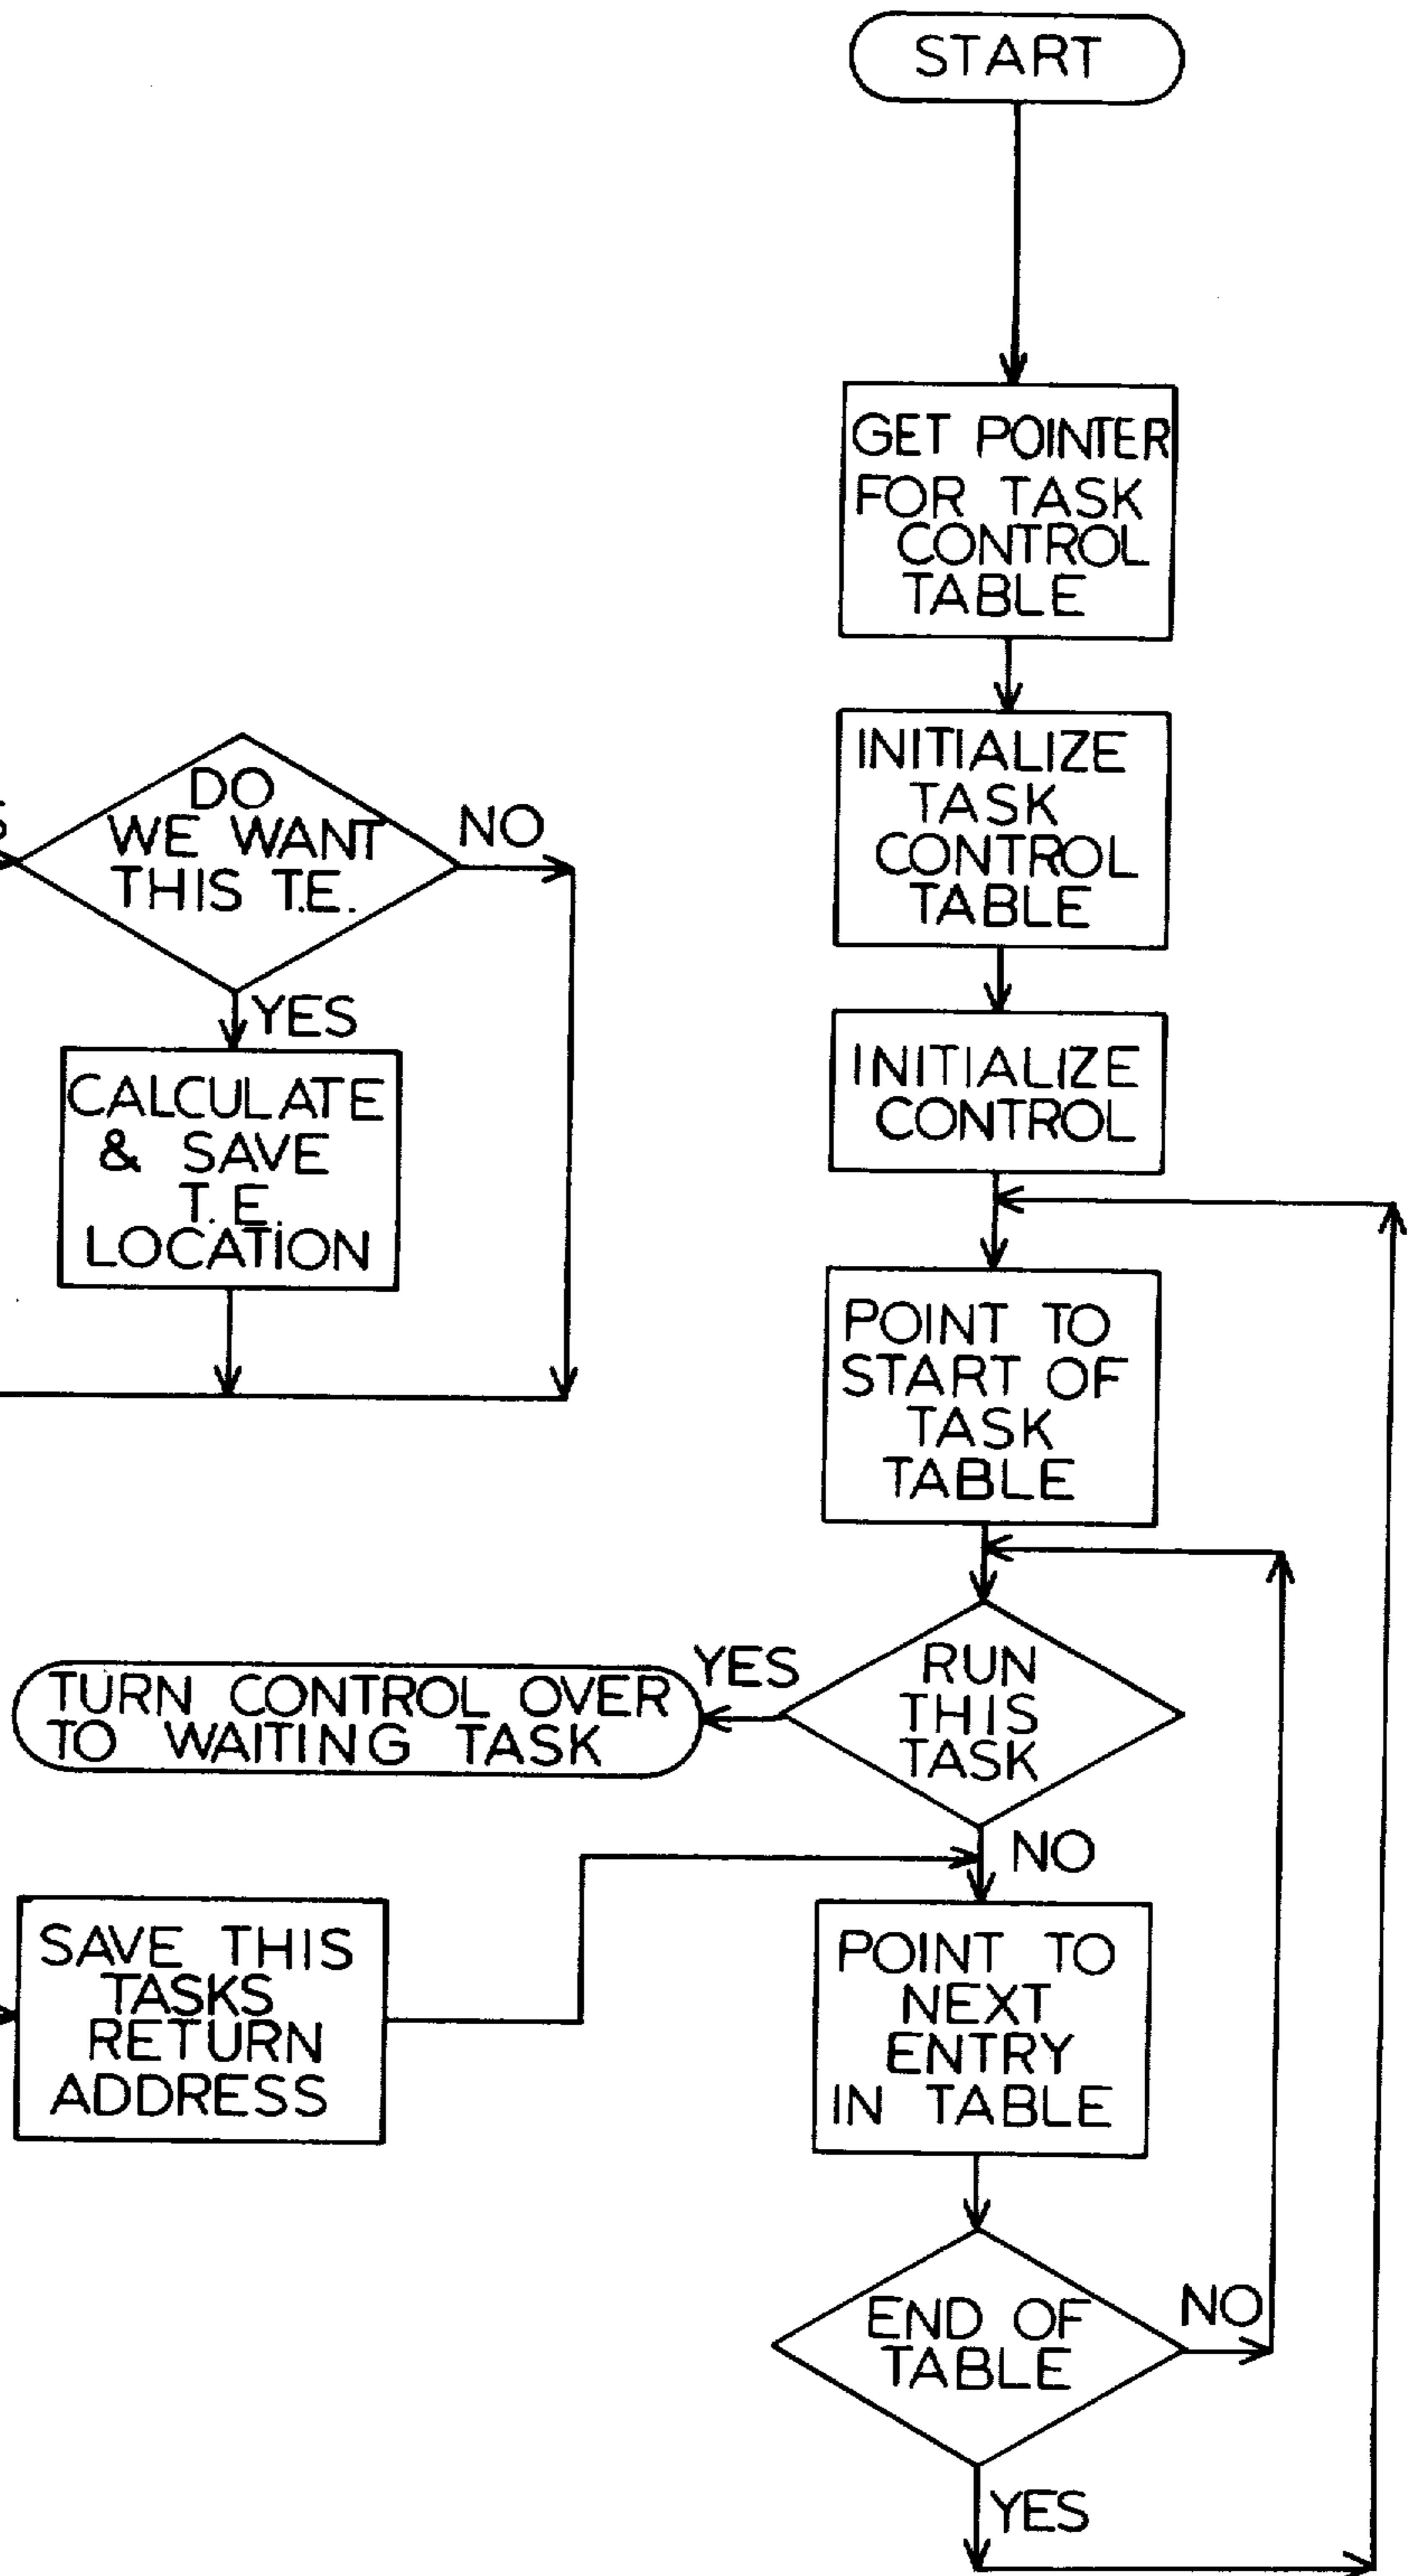 START
GET POINTER
FOR TASK
CONTROL
TABLE
INITIALIZE
TASK
CONTROL
TABLE
DO
WE WANT
THIS T.E.
NO
YES
CALCULATE
& SAVE
T.E.
LOCATION
INITIALIZE
CONTROL
POINT TO
START OF
TASK
TABLE
RUN
THIS
TASK
YES
TURN CONTROL OVER
TO WAITING TASK
NO
SAVE THIS
TASKS
RETURN
ADDRESS
POINT TO
NEXT
ENTRY
IN TABLE
END OF
TABLE
NO
YES